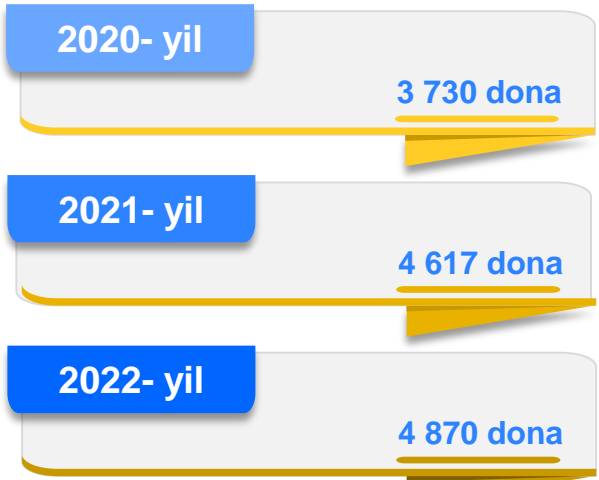 2020- yil
3 730 dona
2021- yil
4 617 dona
2022- yil
4 870 dona